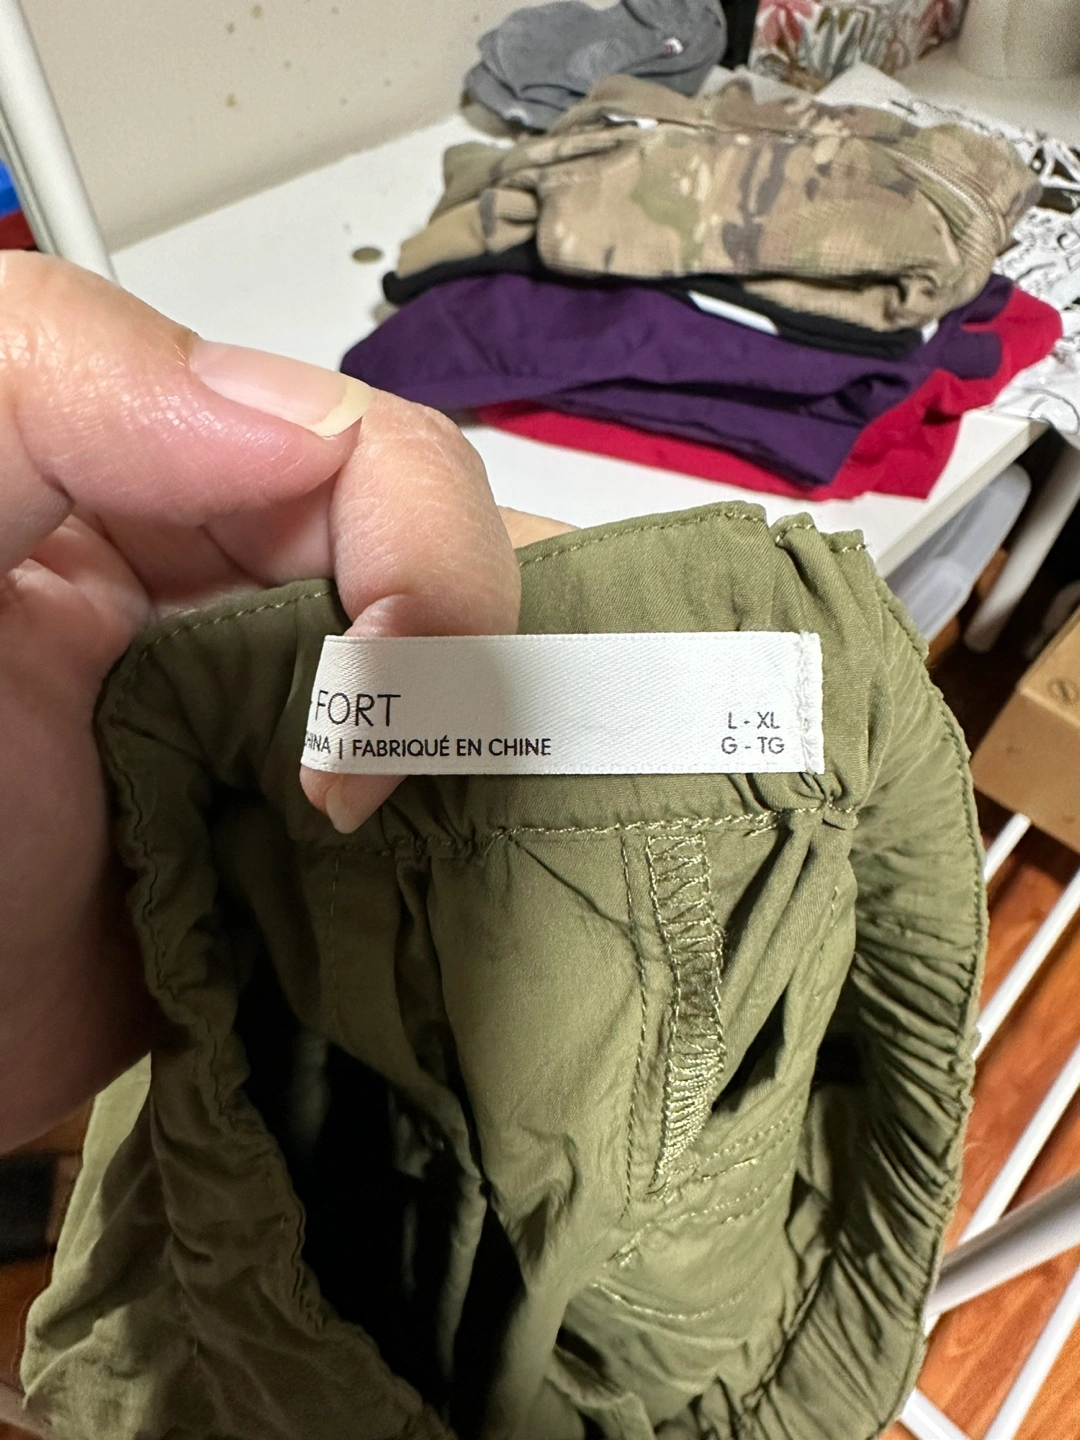 FORT
L - XL
HINA | FABRIQUÉ EN CHINE
G - TG